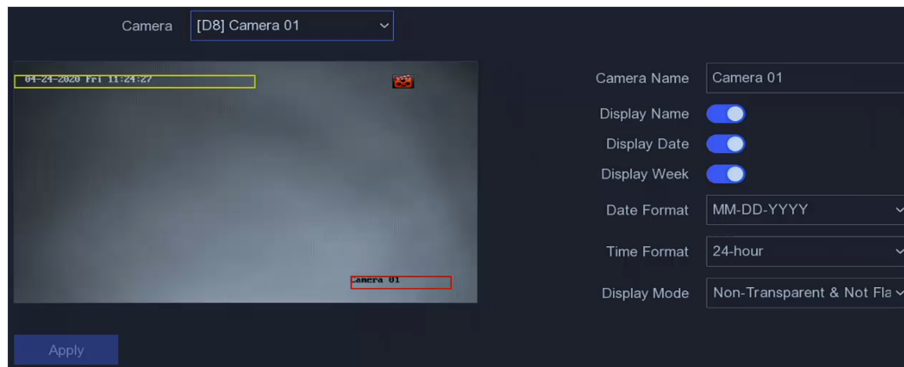 Camera [D8] Camera 01
04-24-2020 Fri 11:24:27
Camera Name Camera 01
Display Name
Display Date
Display Week
Date Format MM-DD-YYYY
Time Format 24-hour
Camera 01
Display Mode Non-Transparent & Not Fla
Apply